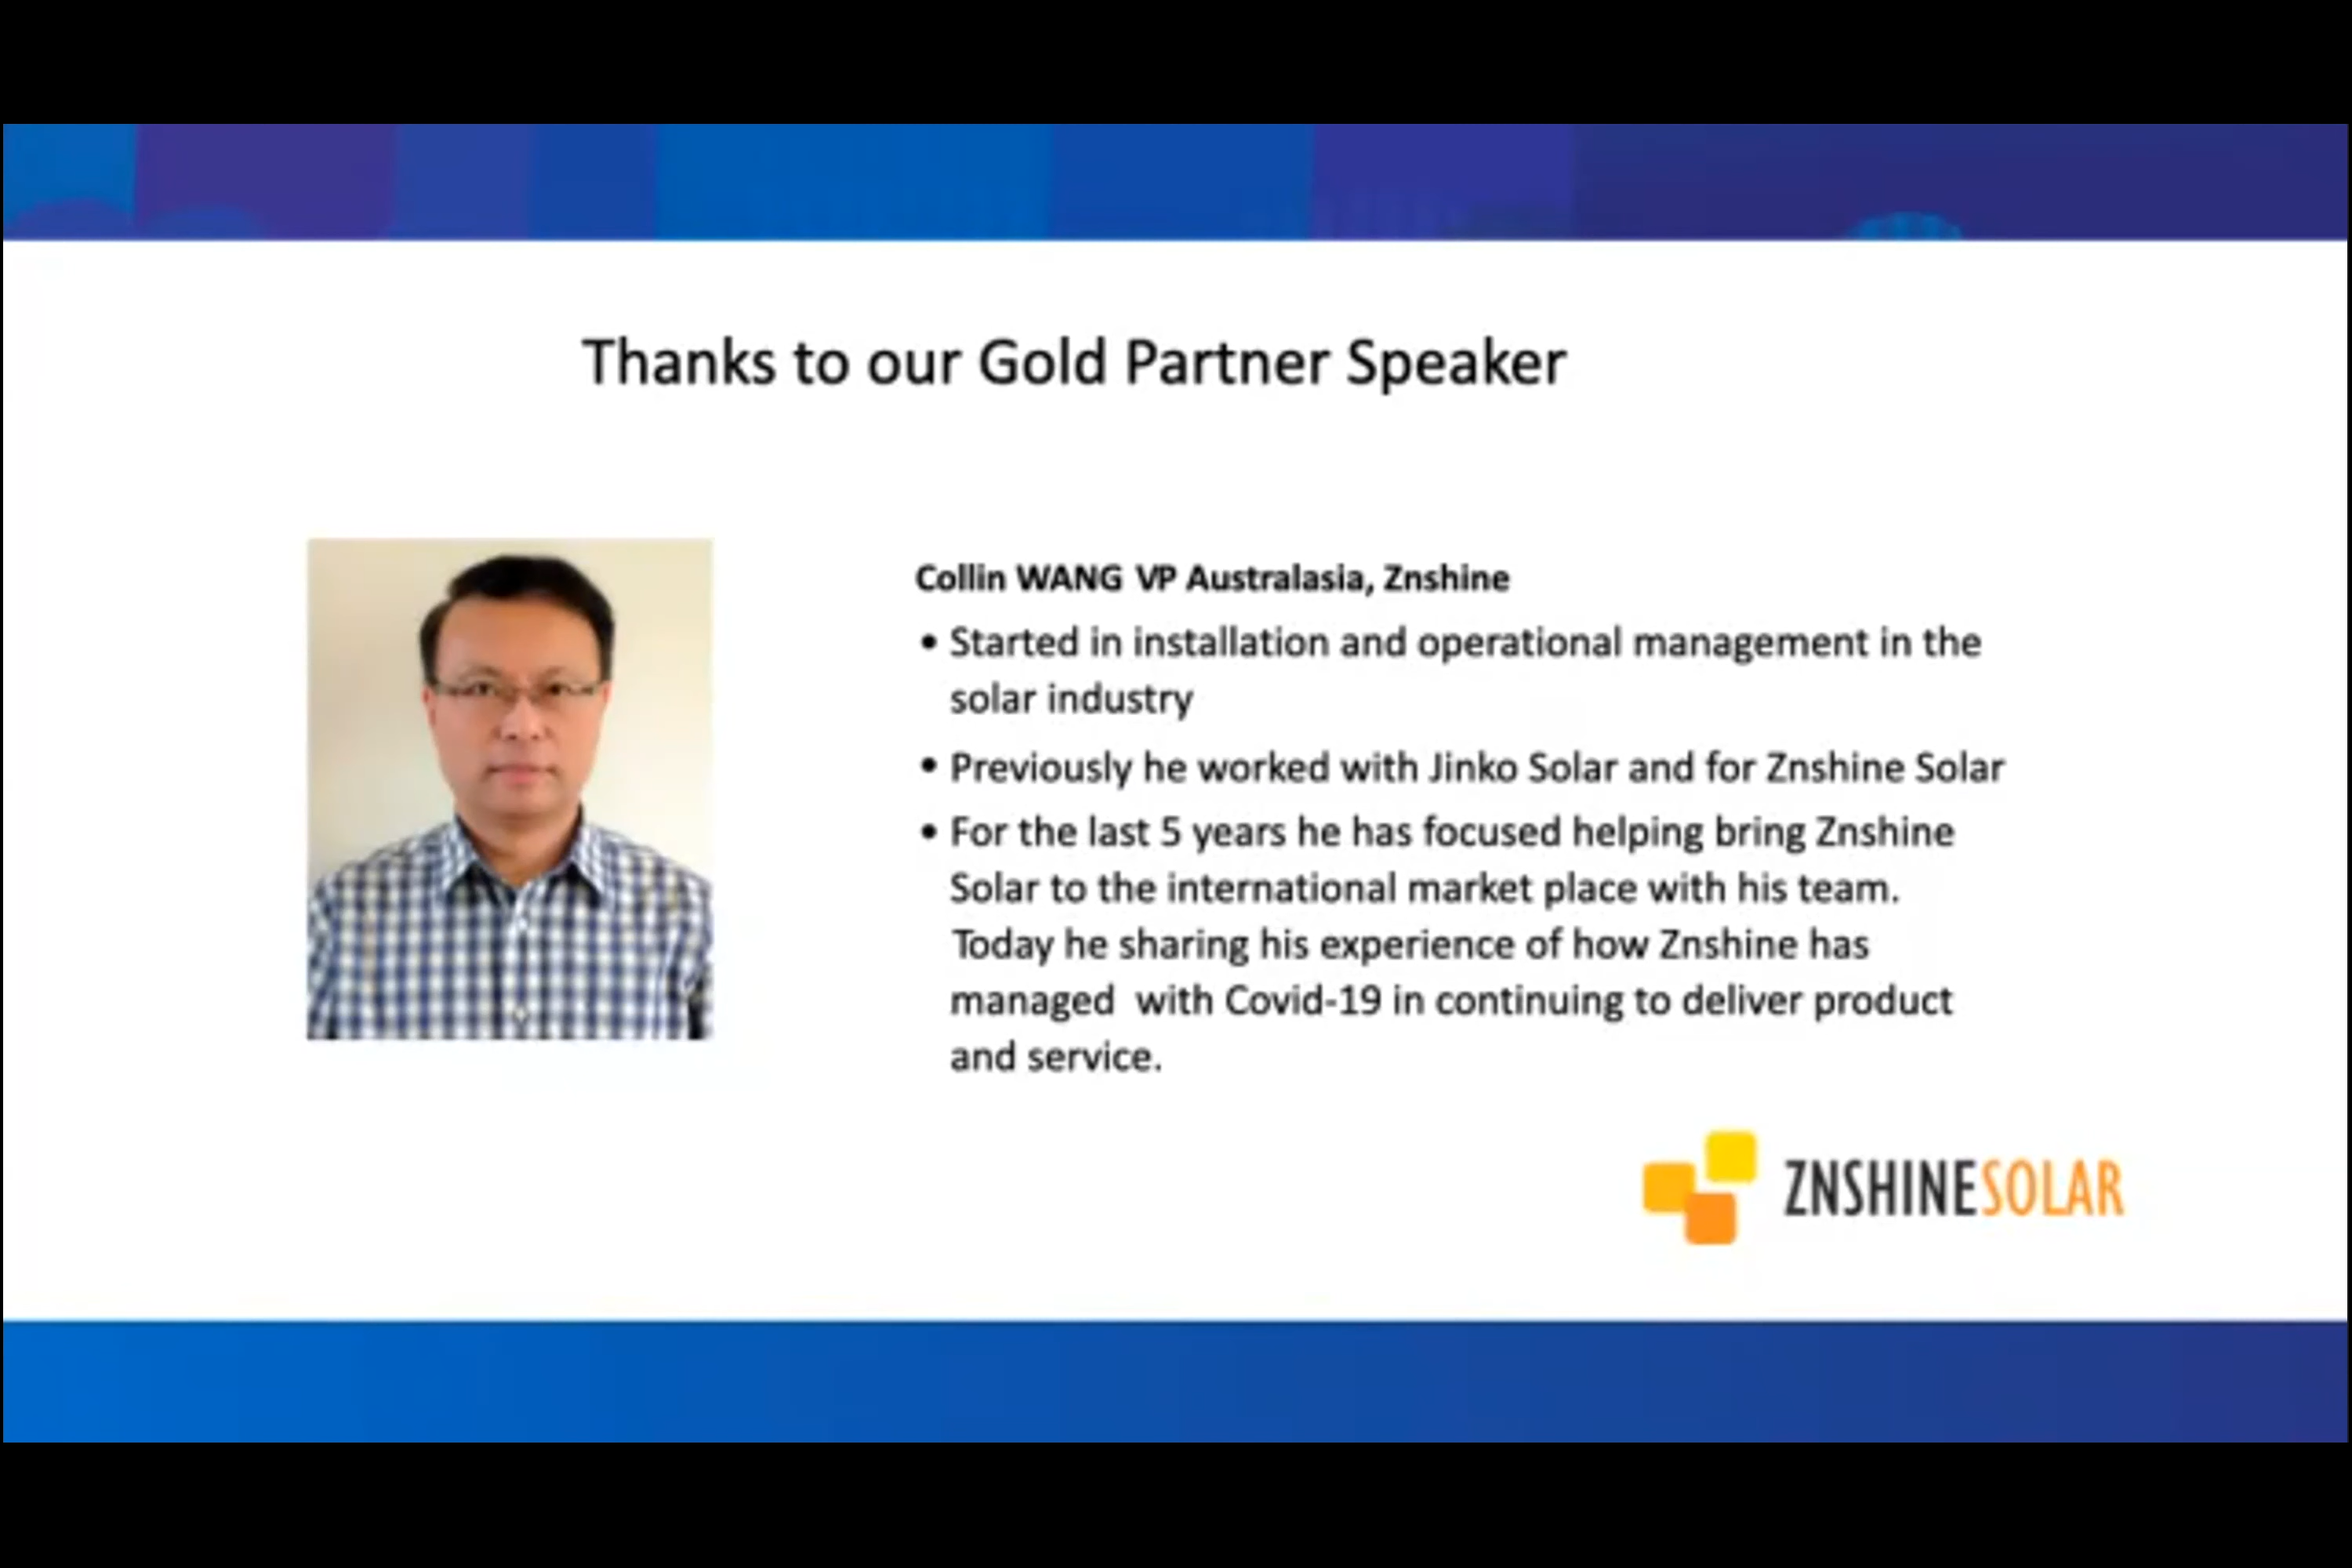 Thanks to our Gold Partner Speaker
Collin WANG VP Australasia, Znshine
• Started in installation and operational management in the
solar industry
• Previously he worked with Jinko Solar and for Znshine Solar
• For the last 5 years he has focused helping bring Znshine
Solar to the international market place with his team.
Today he sharing his experience of how Znshine has
managed  with Covid-19 in continuing to deliver product
and service.
ZNSHINESOLAR